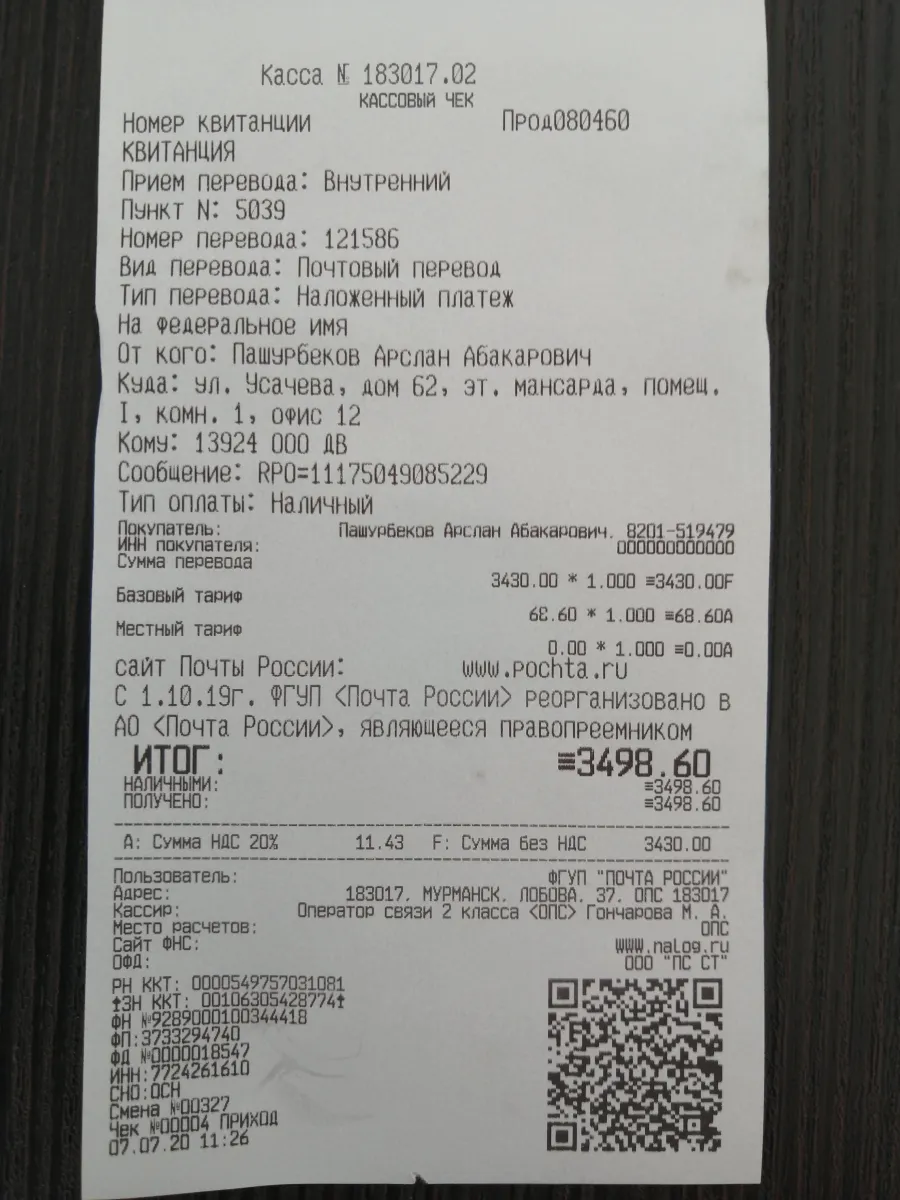 Касса № 183017.02
КАССОВЫЙ ЧЕК
Номер квитанции Прод080460
КВИТАНЦИЯ
Прием перевода: Внутренний
Пункт N: 5039
Номер перевода: 121586
Вид перевода: Почтовый перевод
Тип перевода: Наложенный платеж
На федеральное имя
От кого: Пашурбеков Арслан Абакарович
Куда: ул. Усачева, дом 62, эт. мансарда, помещ.
I, комн. 1, офис 12
Кому: 13924 ООО ДВ
Сообщение: RPO=11175049085229
Тип оплаты: Наличный
Покупатель: Пашурбеков Арслан Абакарович. 8201-519479
ИНН покупателя: 000000000000
Сумма перевода
3430.00 * 1.000 ≡3430.00F
Базовый тариф
68.60 * 1.000 ≡68.60A
Местный тариф
0.00 * 1.000 ≡0.00A
сайт Почты России: www.pochta.ru
С 1.10.19г. ФГУП <Почта России> реорганизовано в
АО <Почта России>, являющееся правопреемником
ИТОГ: ≡3498.60
НАЛИЧНЫМИ: ≡3498.60
ПОЛУЧЕНО: ≡3498.60
А: Сумма НДС 20% 11.43 F: Сумма без НДС 3430.00
Пользователь: ФГУП "ПОЧТА РОССИИ"
Адрес: 183017, МУРМАНСК, ЛОБОВА, 37, ОПС 183017
Кассир: Оператор связи 2 класса <ОПС> Гончарова М. А.
Место расчетов: ОПС
Сайт ФНС: www.nalog.ru
ОФД: ООО "ПС СТ"
РН ККТ: 0000549757031081
↑ЗН ККТ: 00106305428774↑
ФН №9289000100344418
ФП:3733294740
ФД №0000018547
ИНН:7724261610
СНО:ОСН
Смена №00327
Чек №00004 ПРИХОД
07.07.20 11:26